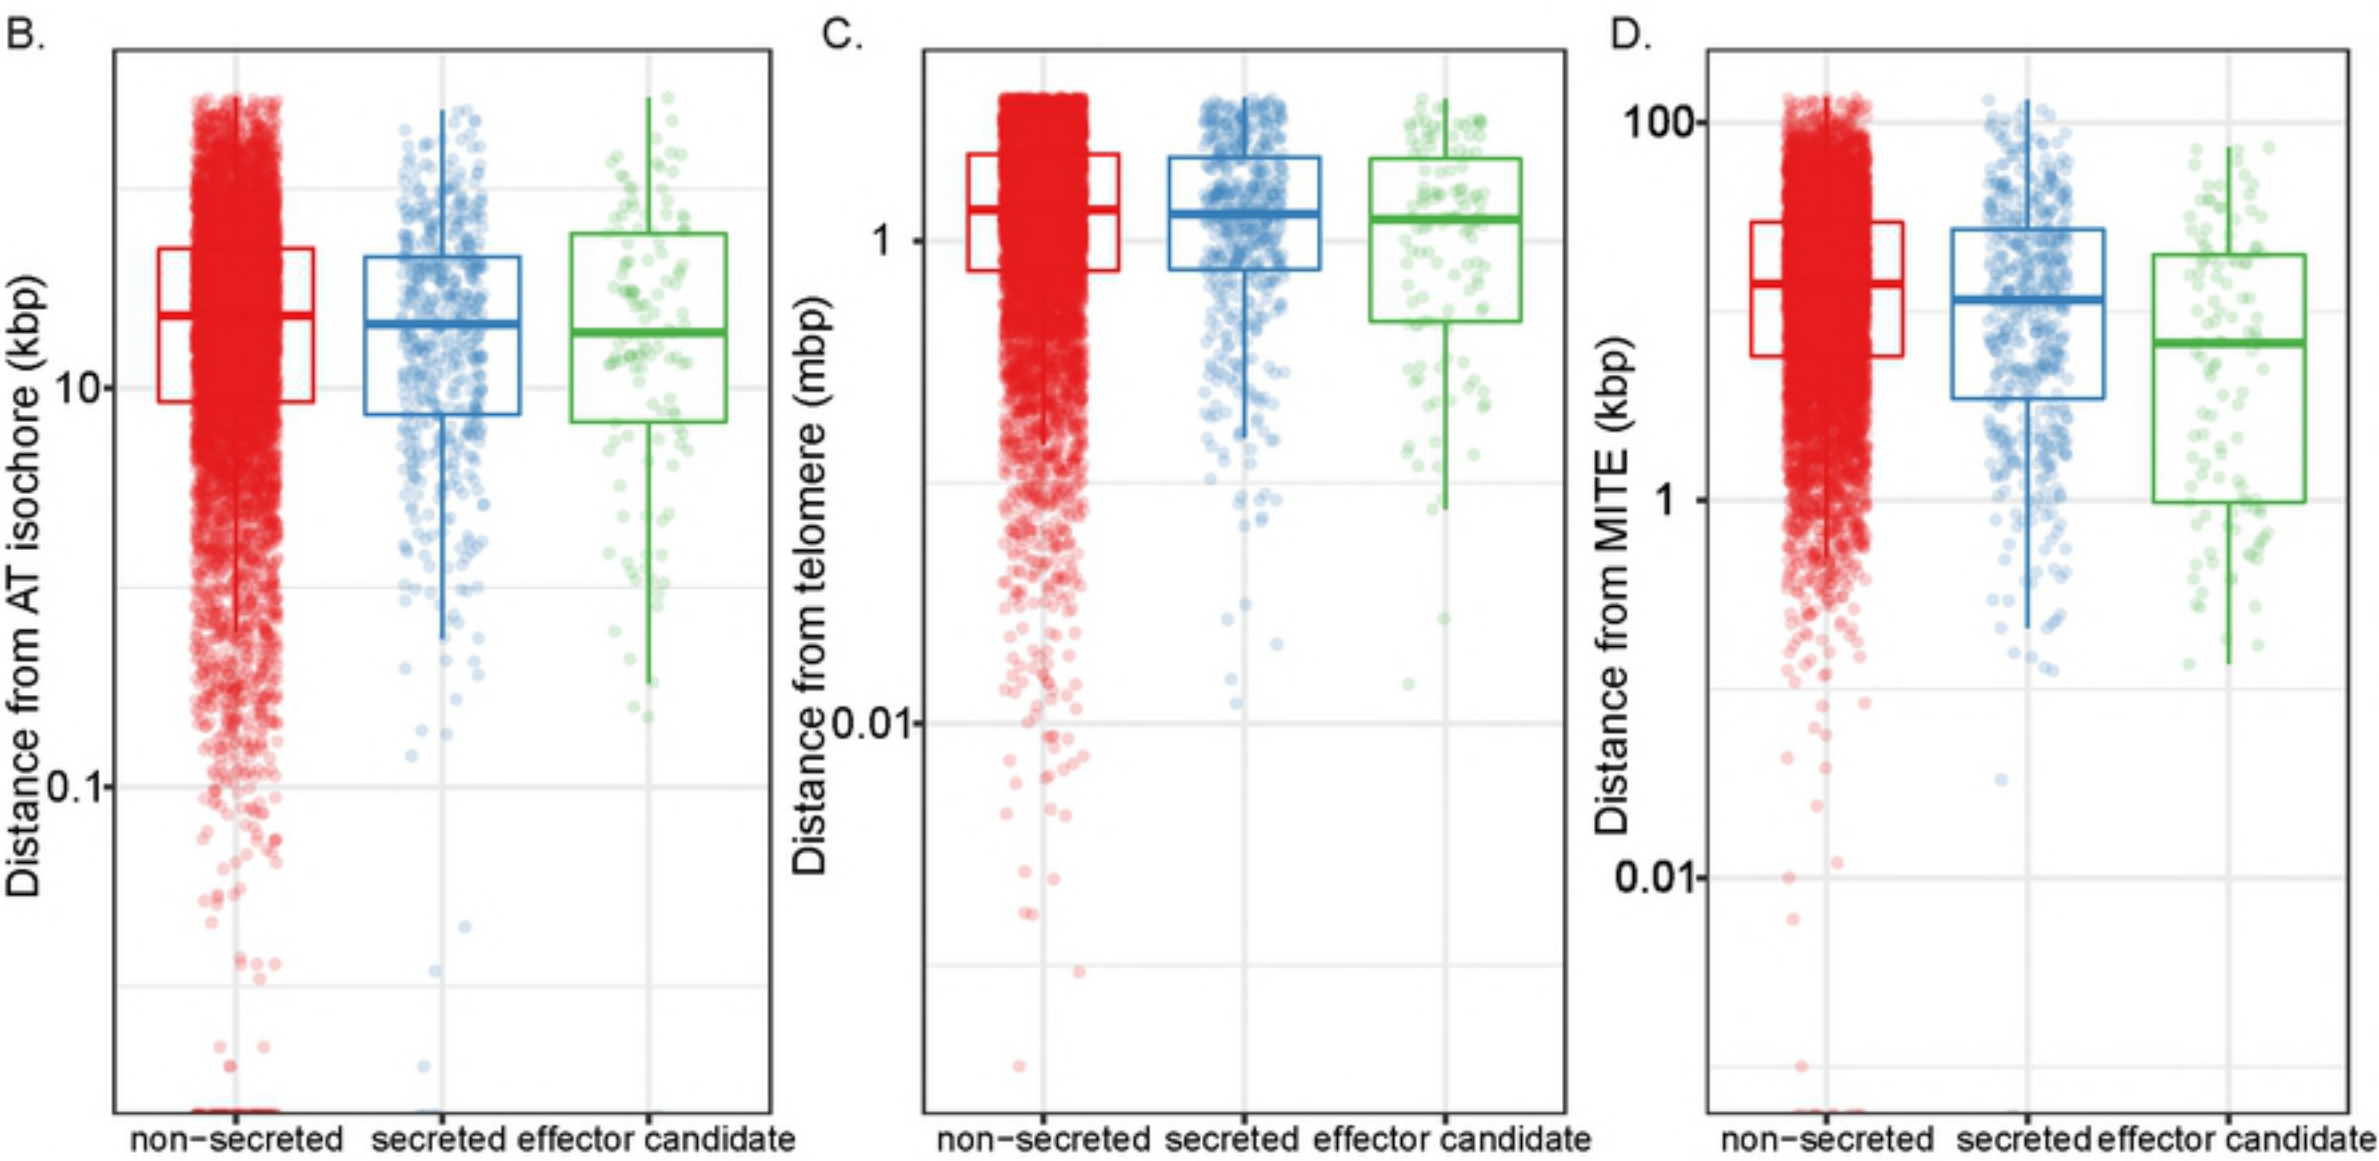 B.
Distance from AT isochore (kbp)
10
0.1
non-secreted secreted effector candidate
C.
Distance from telomere (mbp)
1
0.01
non-secreted secreted effector candidate
D.
Distance from MITE (kbp)
100
1
0.01
non-secreted secreted effector candidate